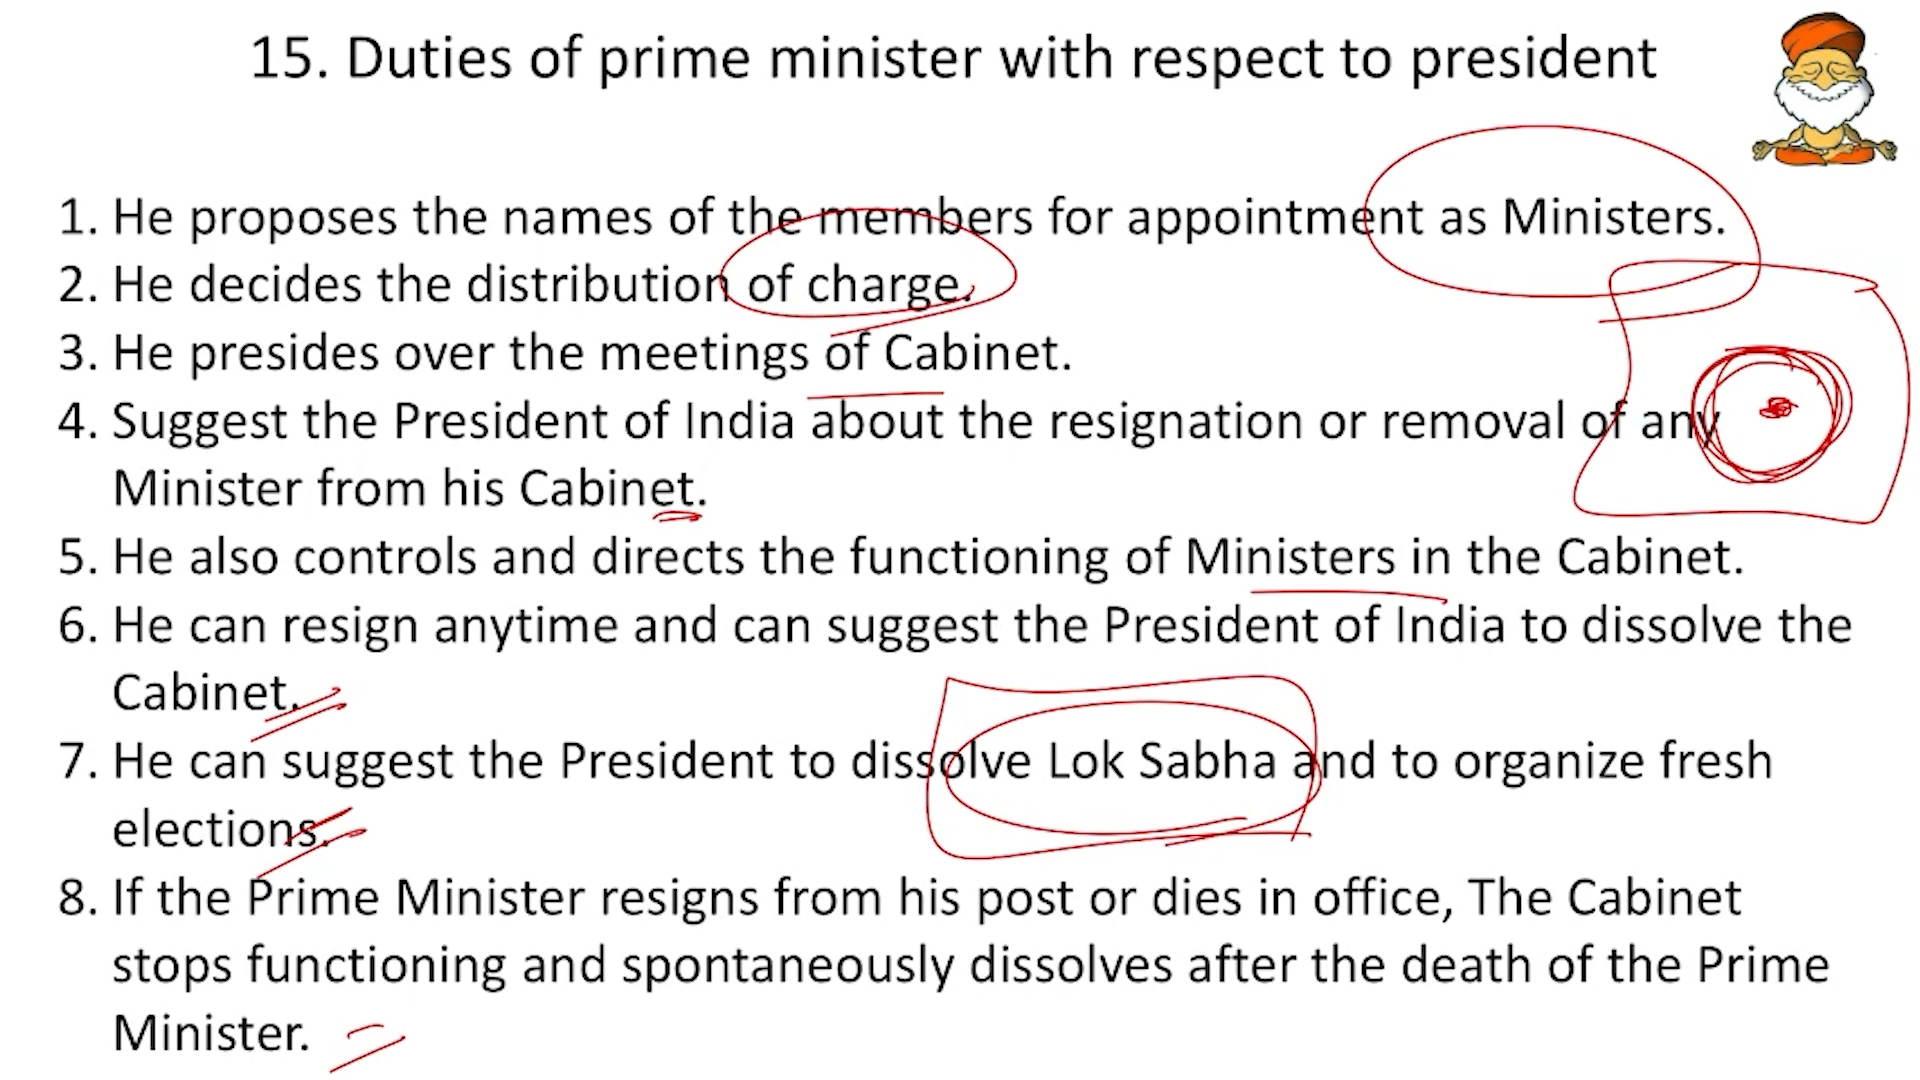 15. Duties of prime minister with respect to president
1. He proposes the names of the members for appointment as Ministers.
2. He decides the distribution of charge.
3. He presides over the meetings of Cabinet.
4. Suggest the President of India about the resignation or removal of any
Minister from his Cabinet.
5. He also controls and directs the functioning of Ministers in the Cabinet.
6. He can resign anytime and can suggest the President of India to dissolve the
Cabinet.
7. He can suggest the President to dissolve Lok Sabha and to organize fresh
elections.
8. If the Prime Minister resigns from his post or dies in office, The Cabinet
stops functioning and spontaneously dissolves after the death of the Prime
Minister.